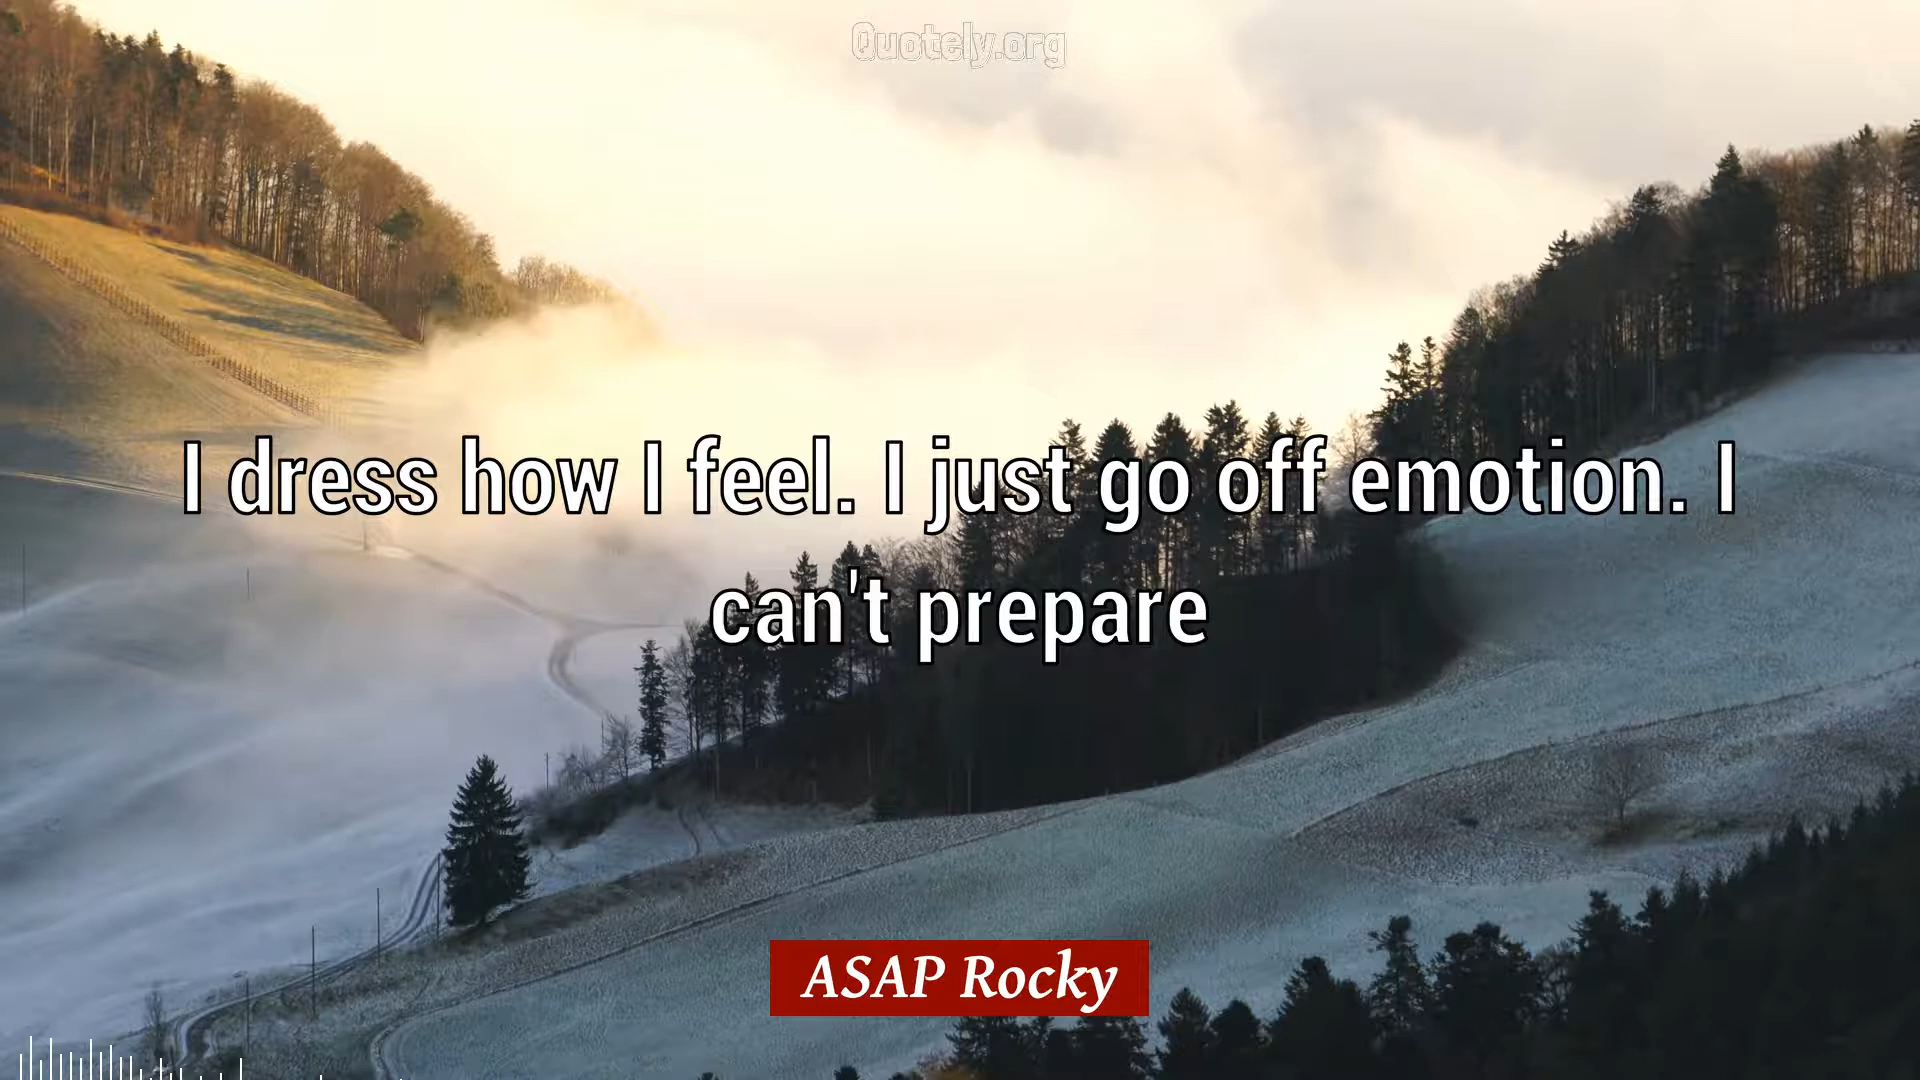 Quotely.org
I dress how I feel. I just go off emotion. I
can't prepare
ASAP Rocky